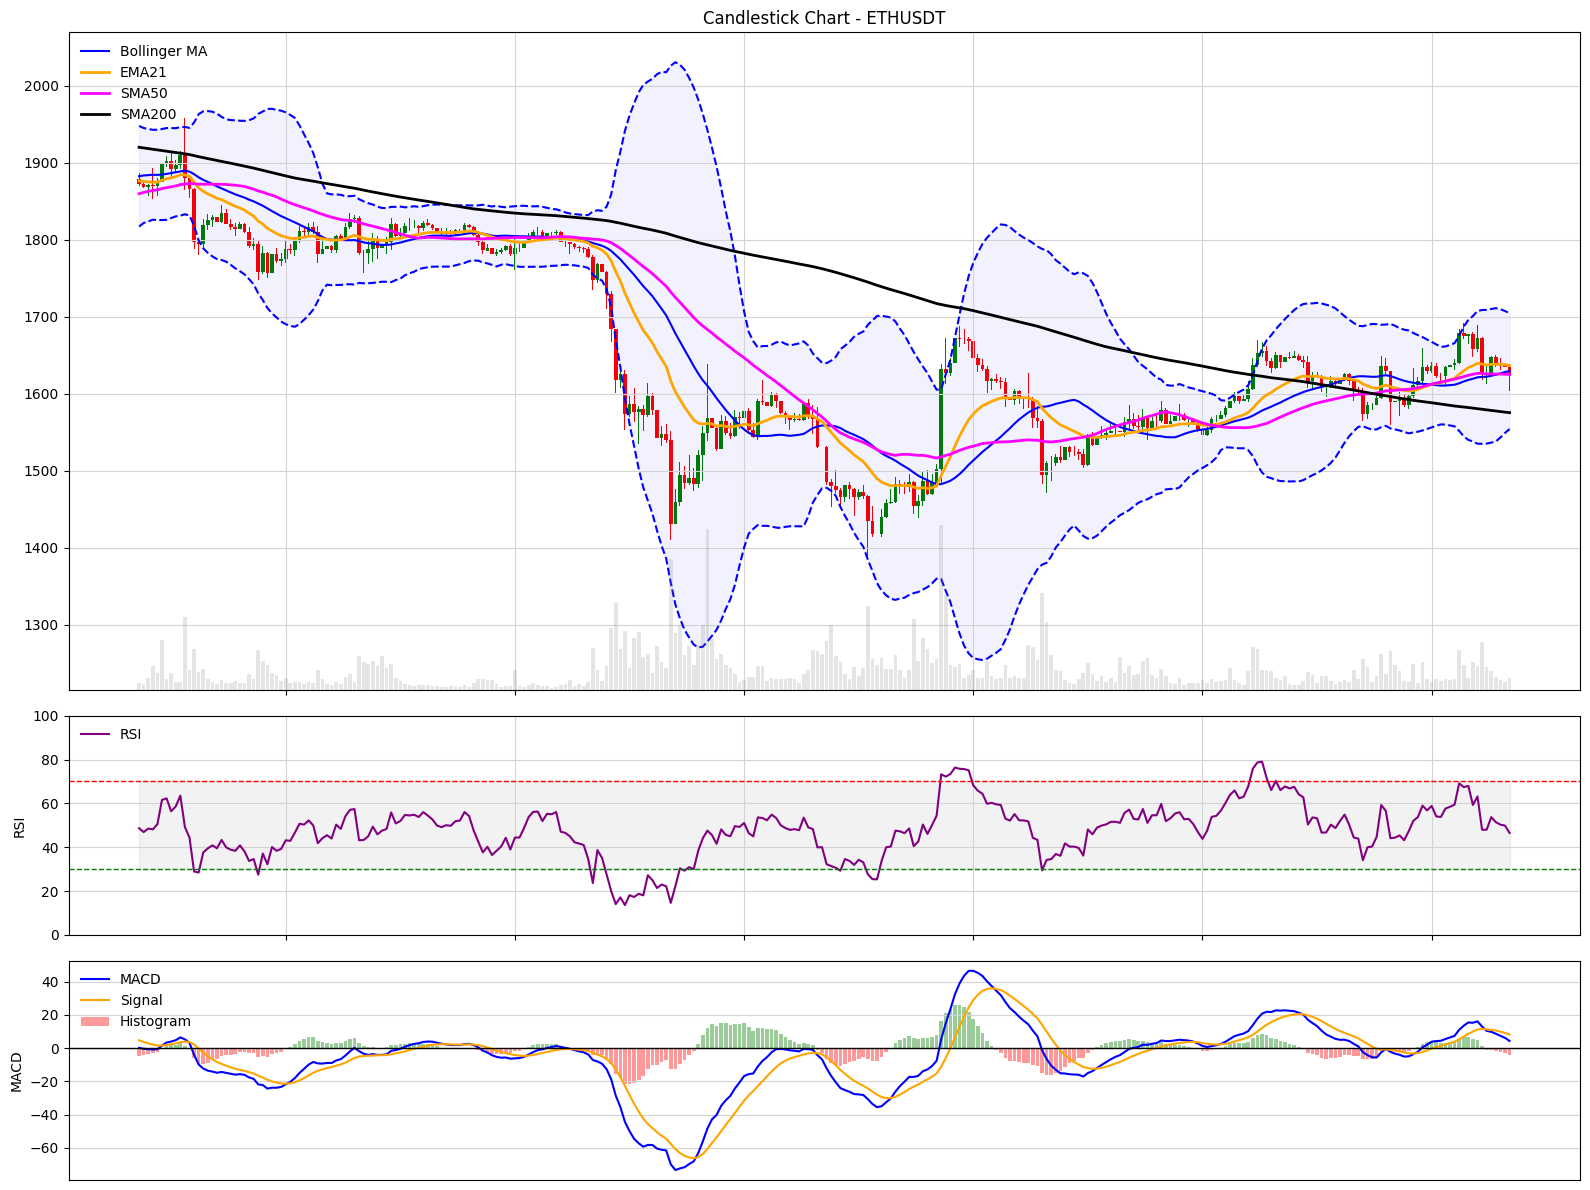 Candlestick Chart - ETHUSDT
Bollinger MA
EMA21
SMA50
SMA200
2000
1900
1800
1700
1600
1500
1400
1300
RSI
100
80
60
40
20
0
RSI
MACD
Signal
Histogram
40
20
0
−20
−40
−60
MACD